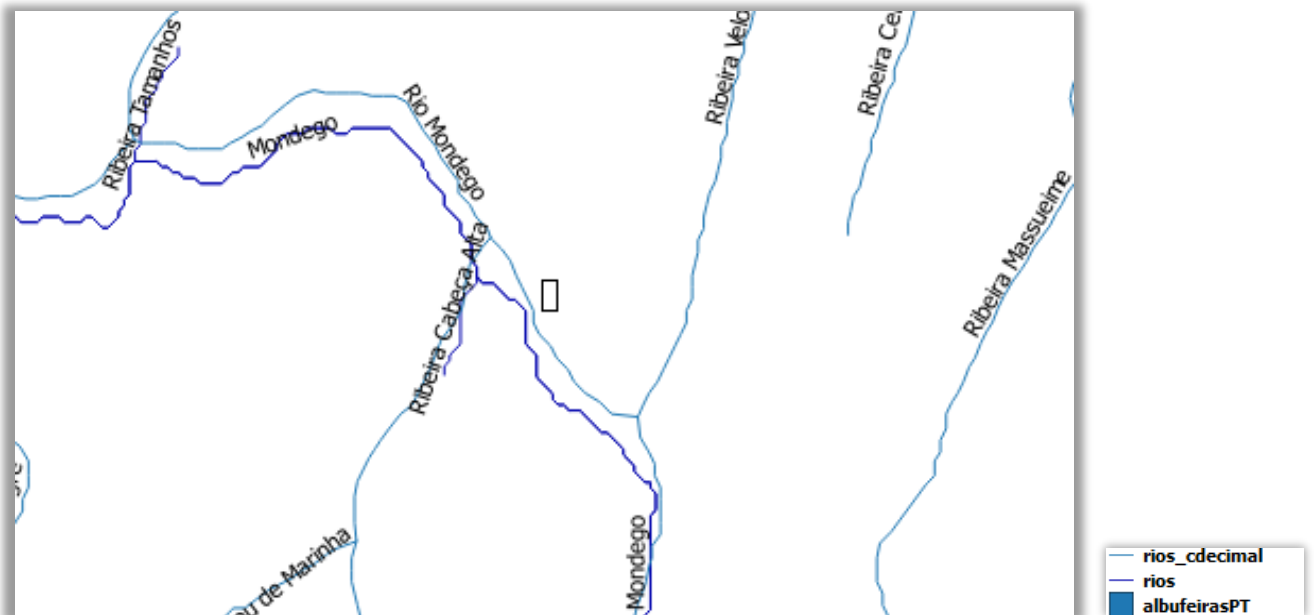 Ribeira Tamanhos
Mondego
Rio Mondego
Ribeira Velo
Ribeira Ce
Ribeira Massueime
Ribeira Cabeça Alta
ou de Marinha
Mondego
rios_cdecimal
rios
albufeirasPT